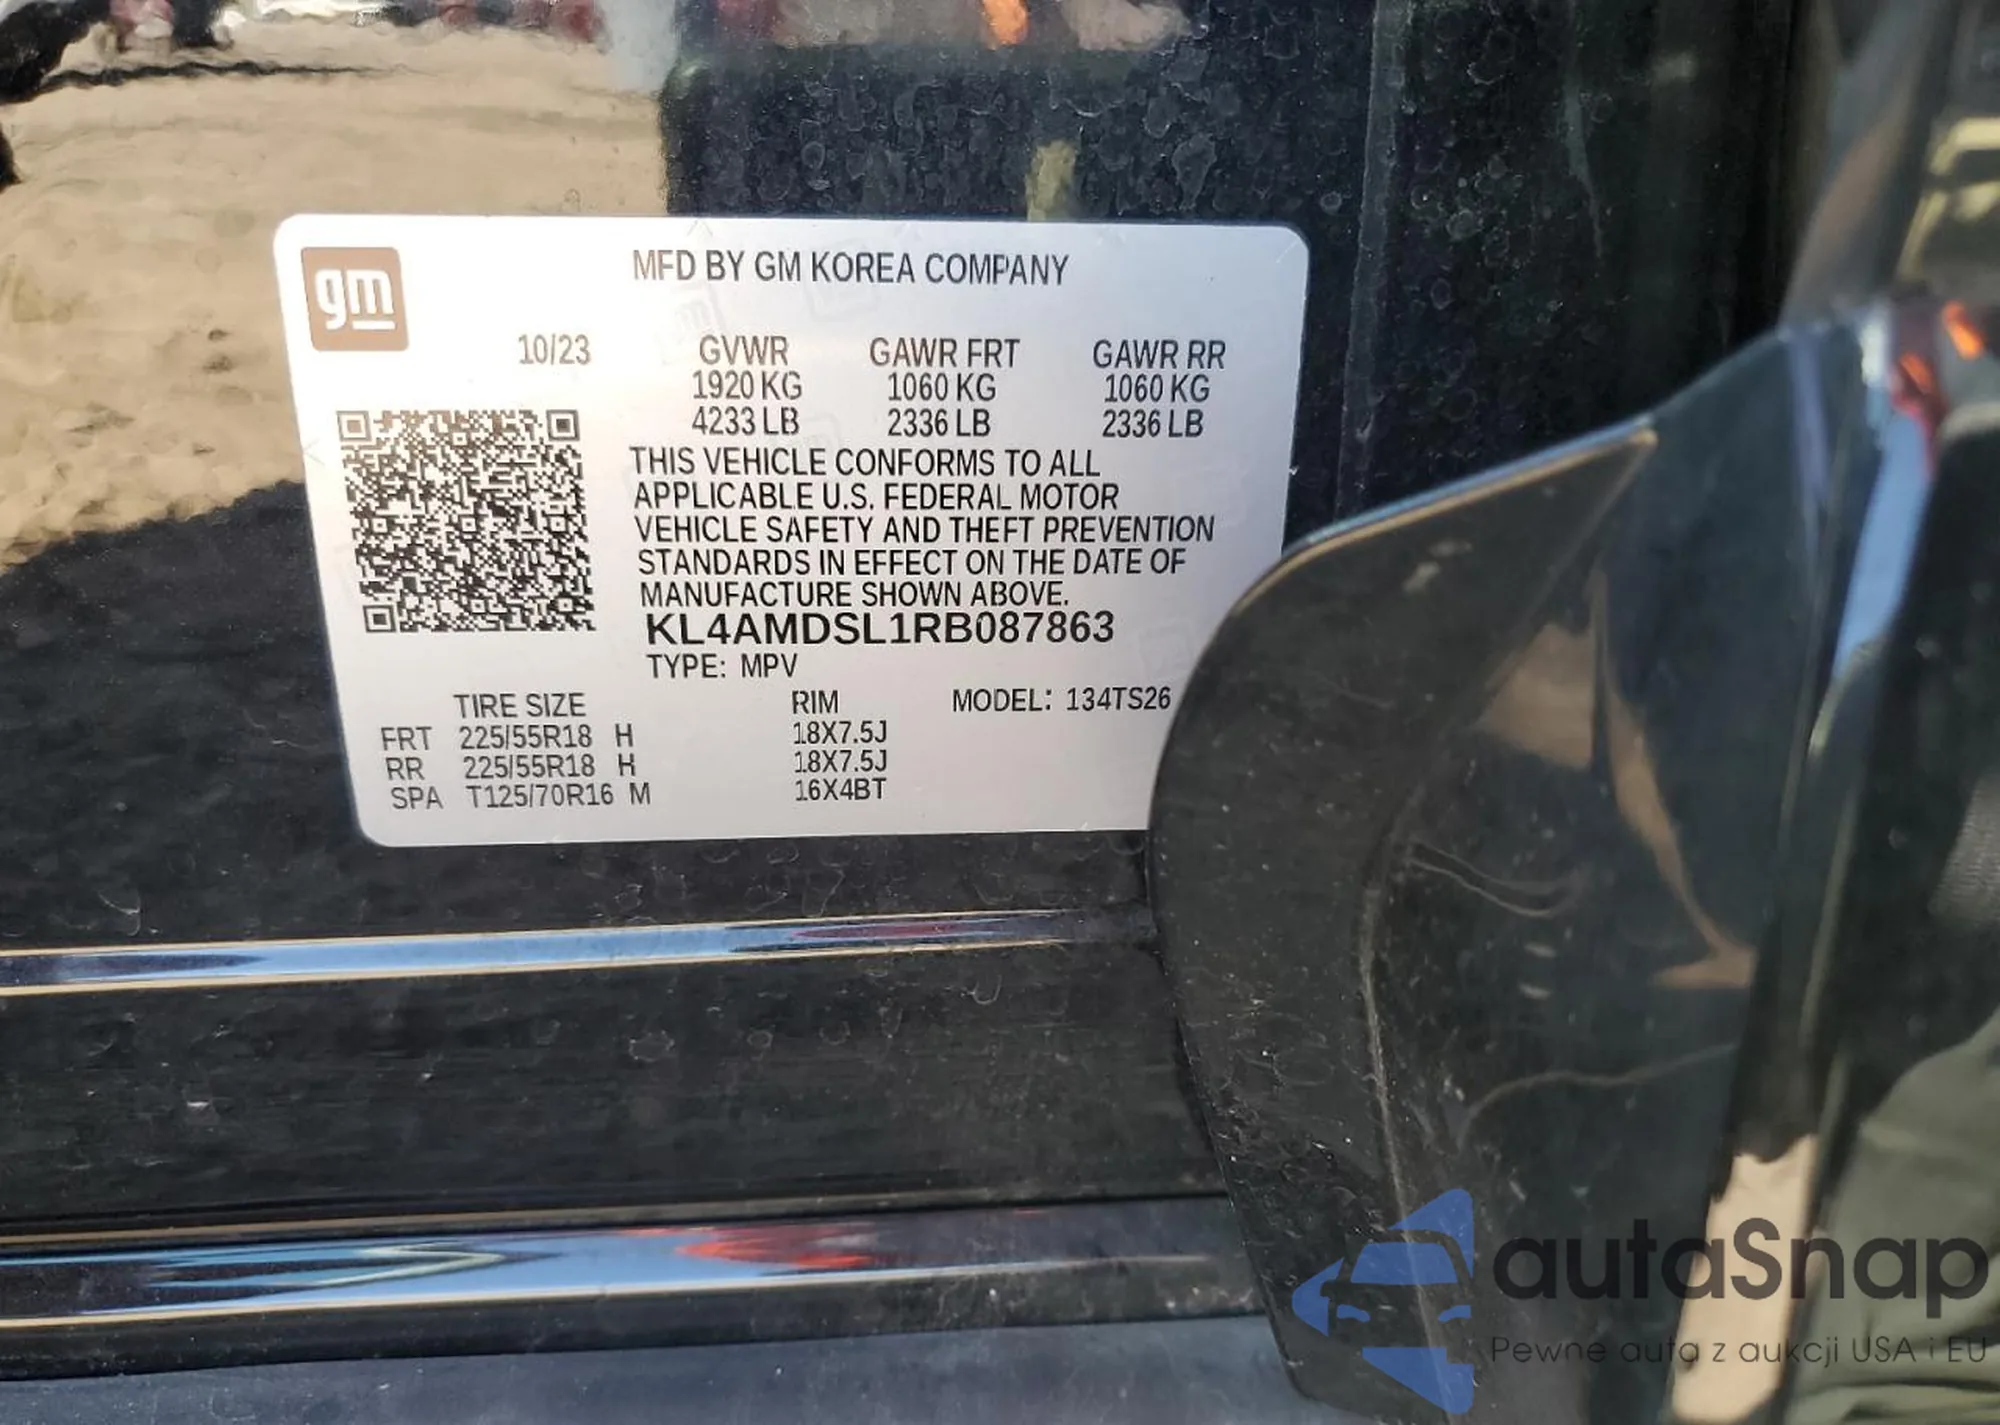 gm
MFD BY GM KOREA COMPANY
10/23 GVWR GAWR FRT GAWR RR
1920 KG 1060 KG 1060 KG
4233 LB 2336 LB 2336 LB
THIS VEHICLE CONFORMS TO ALL
APPLICABLE U.S. FEDERAL MOTOR
VEHICLE SAFETY AND THEFT PREVENTION
STANDARDS IN EFFECT ON THE DATE OF
MANUFACTURE SHOWN ABOVE.
KL4AMDSL1RB087863
TYPE: MPV
TIRE SIZE RIM MODEL: 134TS26
FRT 225/55R18 H 18X7.5J
RR 225/55R18 H 18X7.5J
SPA T125/70R16 M 16X4BT
autaSnap
Pewne auta z aukcji USA i EU